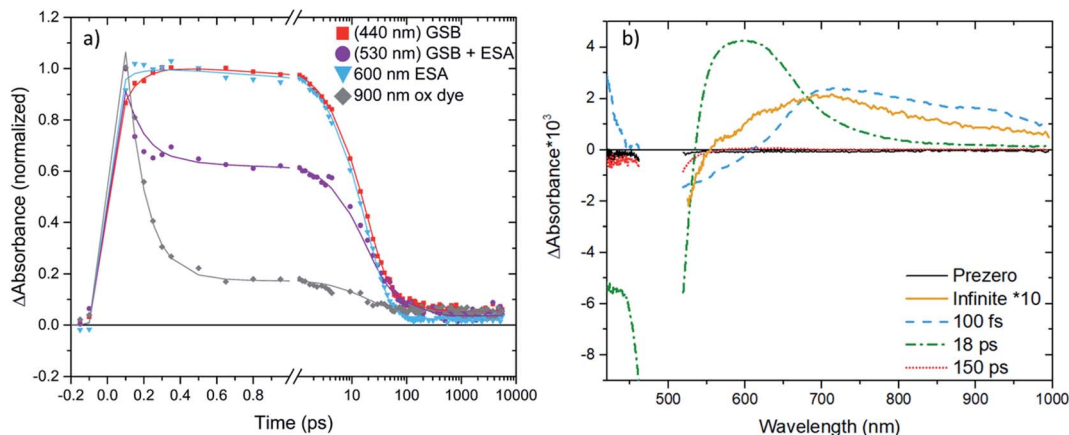 a)
(440 nm) GSB
(530 nm) GSB + ESA
600 nm ESA
900 nm ox dye
ΔAbsorbance (normalized)
1.2
1.0
0.8
0.6
0.4
0.2
0.0
-0.2
-0.2 0.0 0.2 0.4 0.6 0.8 10 100 1000 10000
Time (ps)
b)
ΔAbsorbance*10³
4
2
0
-2
-4
-6
-8
Prezero
Infinite *10
100 fs
18 ps
150 ps
500 600 700 800 900 1000
Wavelength (nm)